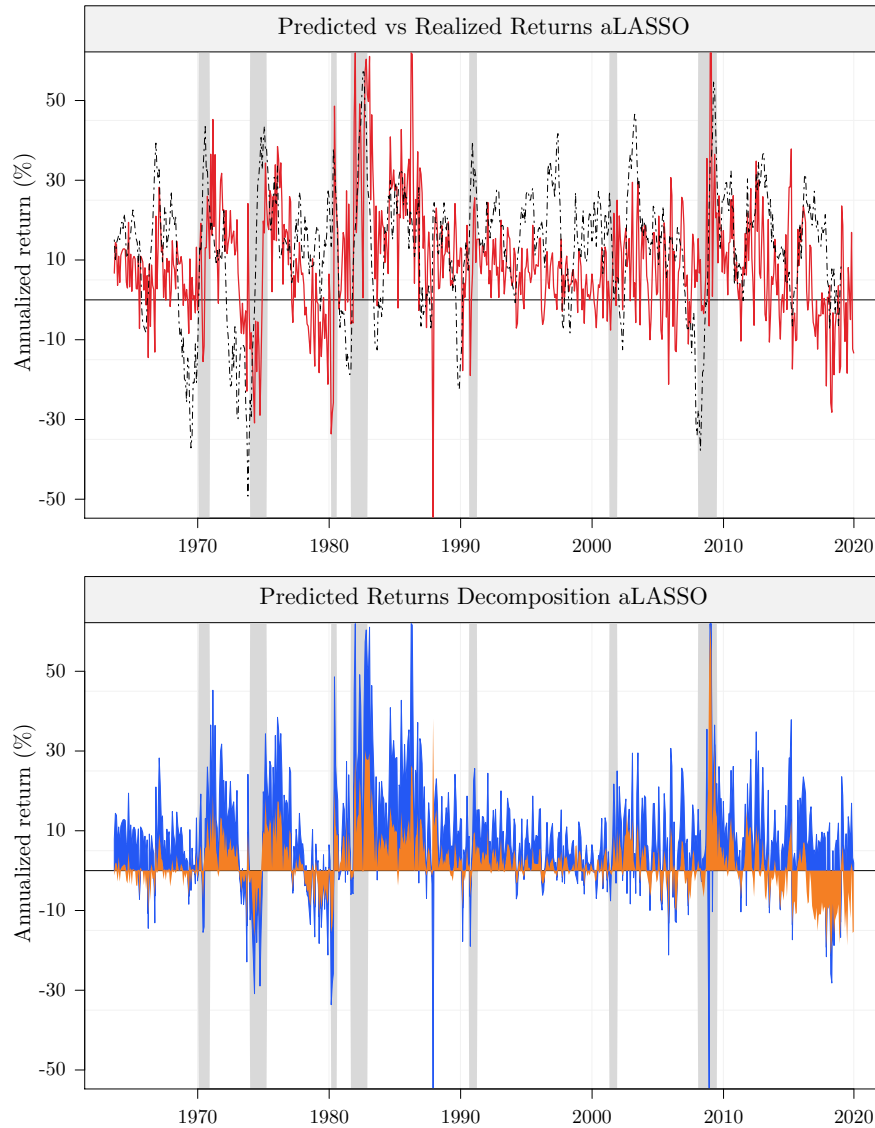 Predicted vs Realized Returns aLASSO
Annualized return (%)
50
30
10
-10
-30
-50
1970 1980 1990 2000 2010 2020
Predicted Returns Decomposition aLASSO
Annualized return (%)
50
30
10
-10
-30
-50
1970 1980 1990 2000 2010 2020